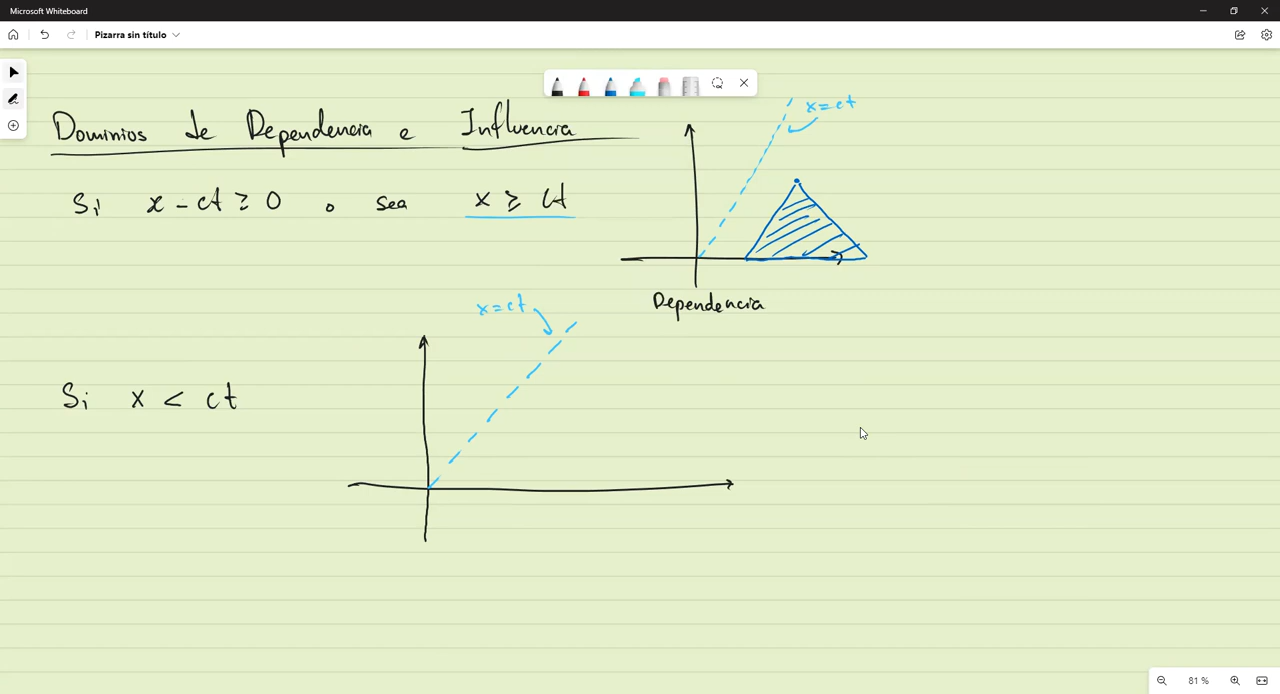 Microsoft Whiteboard
Pizarra sin título
Dominios de Dependencia e Influencia
x=ct
Si x - ct ≥ 0 o sea x ≥ ct
Dependencia
x=ct
Si x < ct
81 %